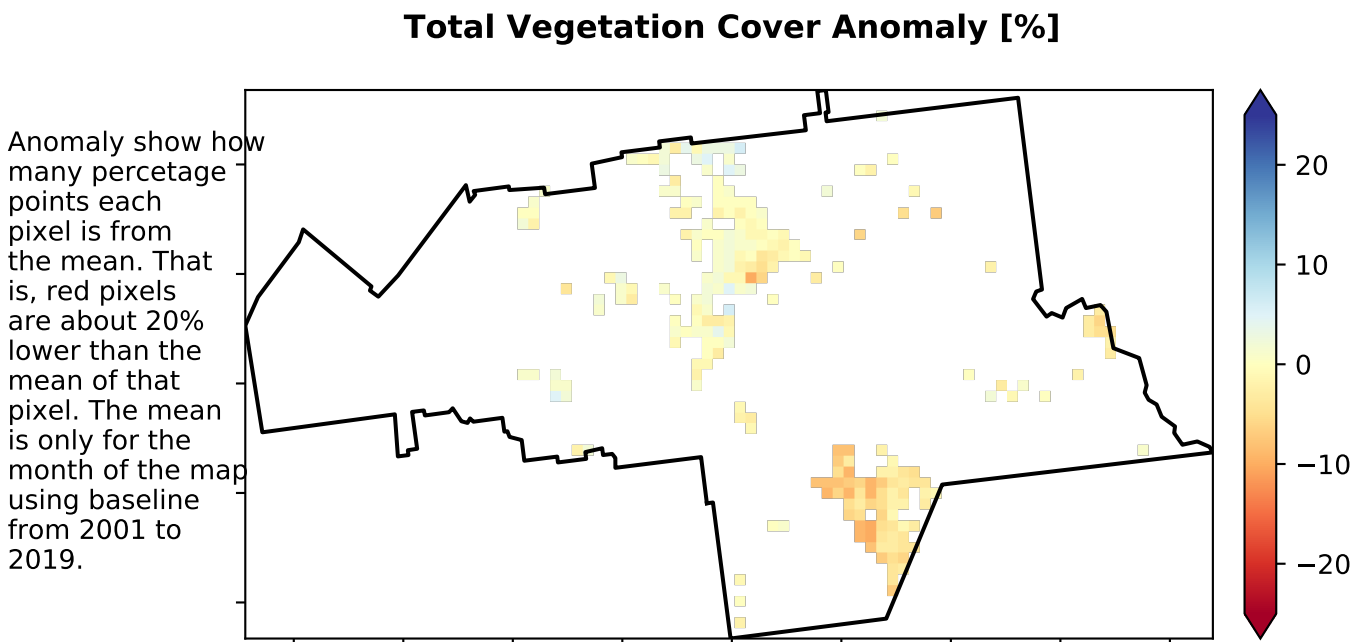 Total Vegetation Cover Anomaly [%]
Anomaly show how
many percetage
points each
pixel is from
the mean. That
is, red pixels
are about 20%
lower than the
mean of that
pixel. The mean
is only for the
month of the map
using baseline
from 2001 to
2019.
20
10
0
−10
−20